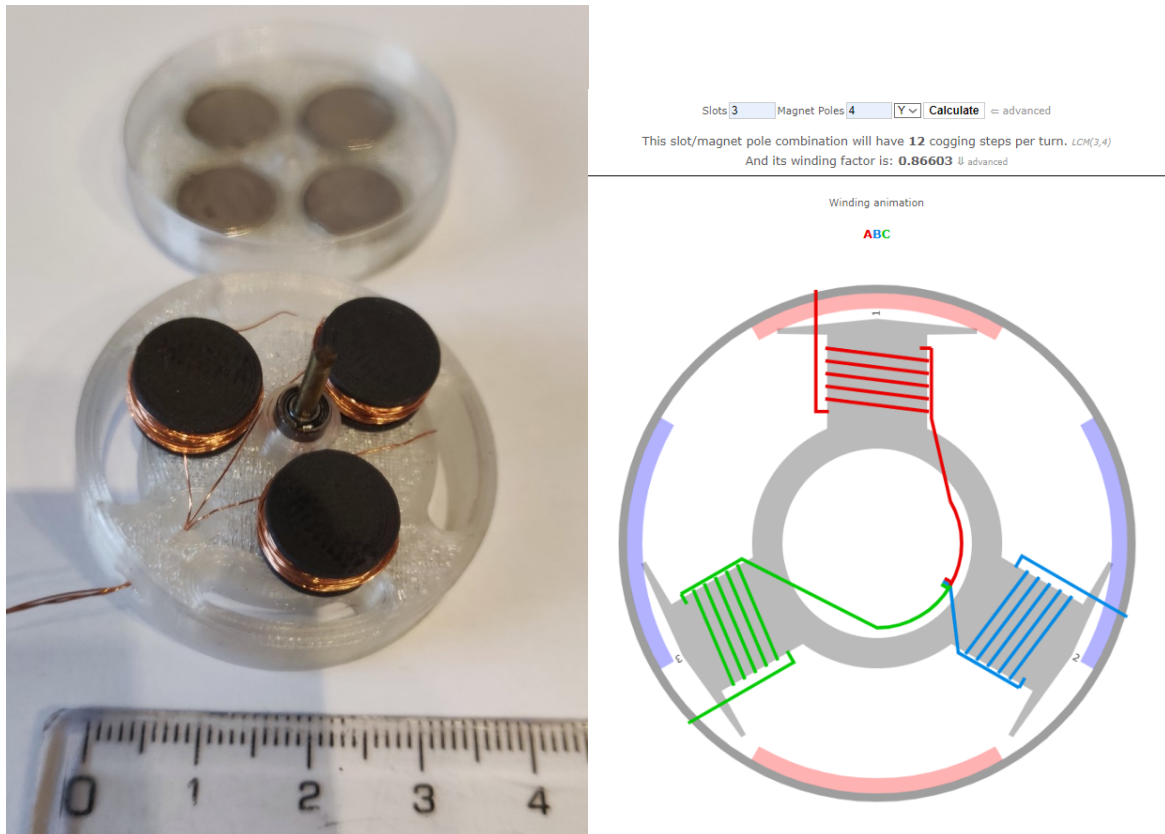 Slots 3 Magnet Poles 4 Y Calculate ⇐ advanced
This slot/magnet pole combination will have 12 cogging steps per turn. LCM(3,4)
And its winding factor is: 0.86603 ⇓ advanced
Winding animation
ABC
1
3
2
0 1 2 3 4